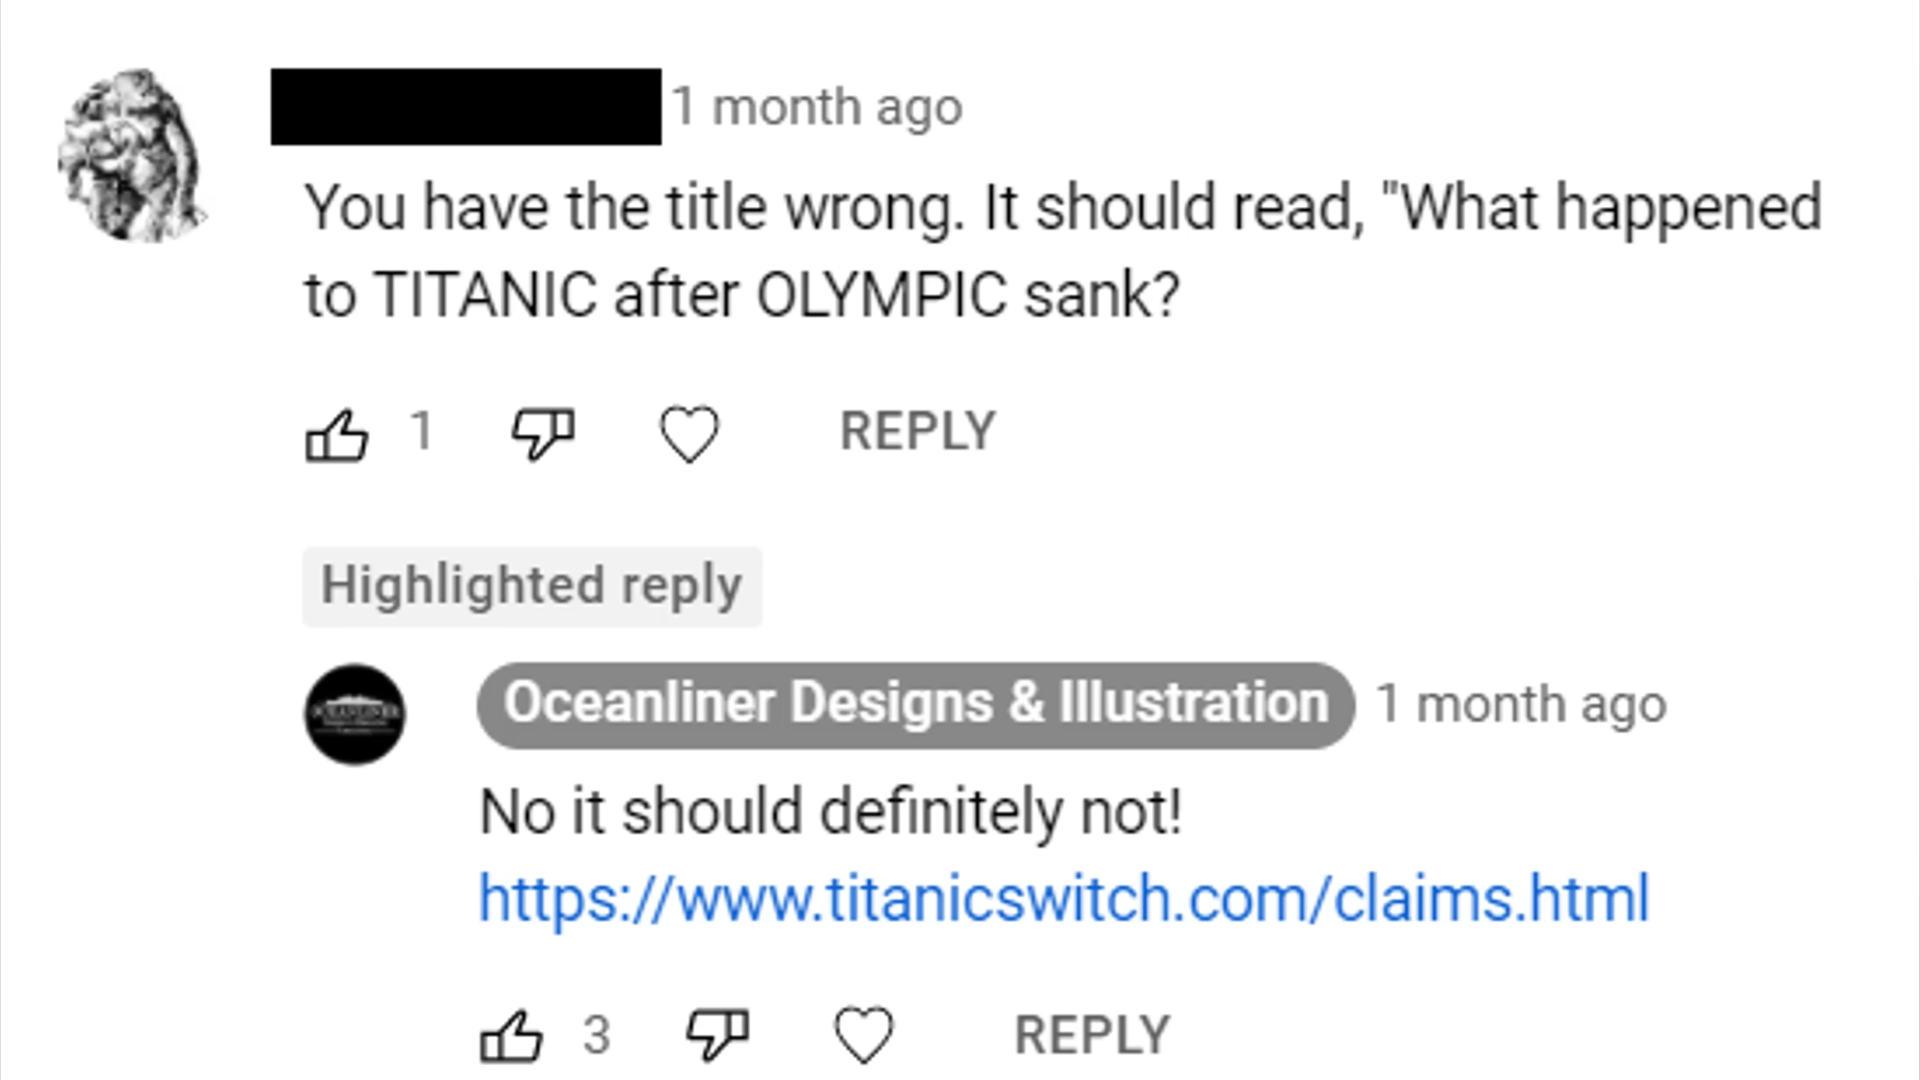 1 month ago
You have the title wrong. It should read, "What happened
to TITANIC after OLYMPIC sank?
1
REPLY
Highlighted reply
OCEANLINER
Oceanliner Designs & Illustration 1 month ago
No it should definitely not!
https://www.titanicswitch.com/claims.html
3
REPLY